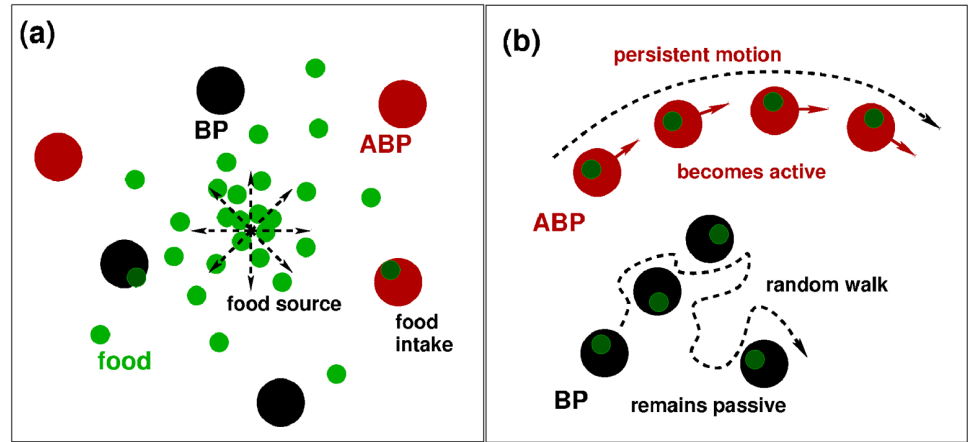 (a)
BP
ABP
food source
food
intake
food
(b)
persistent motion
becomes active
ABP
random walk
BP
remains passive